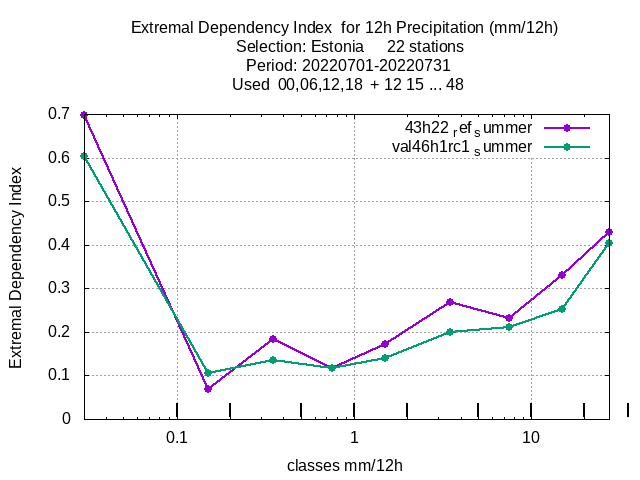 Extremal Dependency Index  for 12h Precipitation (mm/12h)
Selection: Estonia     22 stations
Period: 20220701-20220731
Used  00,06,12,18  + 12 15 ... 48
0.7
0.6
0.5
0.4
0.3
0.2
0.1
0
Extremal Dependency Index
43h22 ref summer
val46h1rc1 summer
0.1
1
10
classes mm/12h